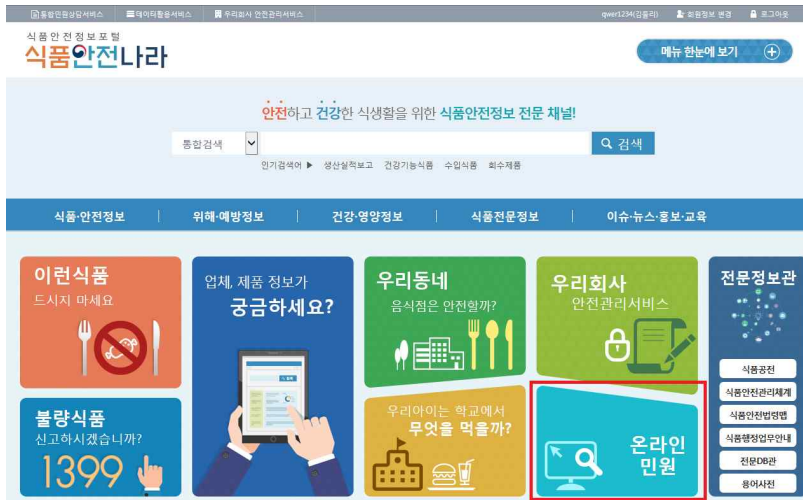 통합민원상담서비스 데이터활용서비스 우리회사 안전관리서비스 qwer1234(김둘리) 회원정보 변경 로그아웃
식품안전정보포털
식품안전나라
메뉴 한눈에 보기
안전하고 건강한 식생활을 위한 식품안전정보 전문 채널!
통합검색 검색
인기검색어 ▶ 생산실적보고 건강기능식품 수입식품 회수제품
식품·안전정보 | 위해·예방정보 | 건강·영양정보 | 식품전문정보 | 이슈·뉴스·홍보·교육
이런식품
드시지 마세요
업체, 제품 정보가
궁금하세요?
우리동네
음식점은 안전할까?
우리회사
안전관리서비스
전문정보관
식품공전
식품안전관리체계
식품안전법령맵
식품행정업무안내
전문DB관
용어사전
불량식품
신고하시겠습니까?
1399
우리아이는 학교에서
무엇을 먹을까?
온라인
민원